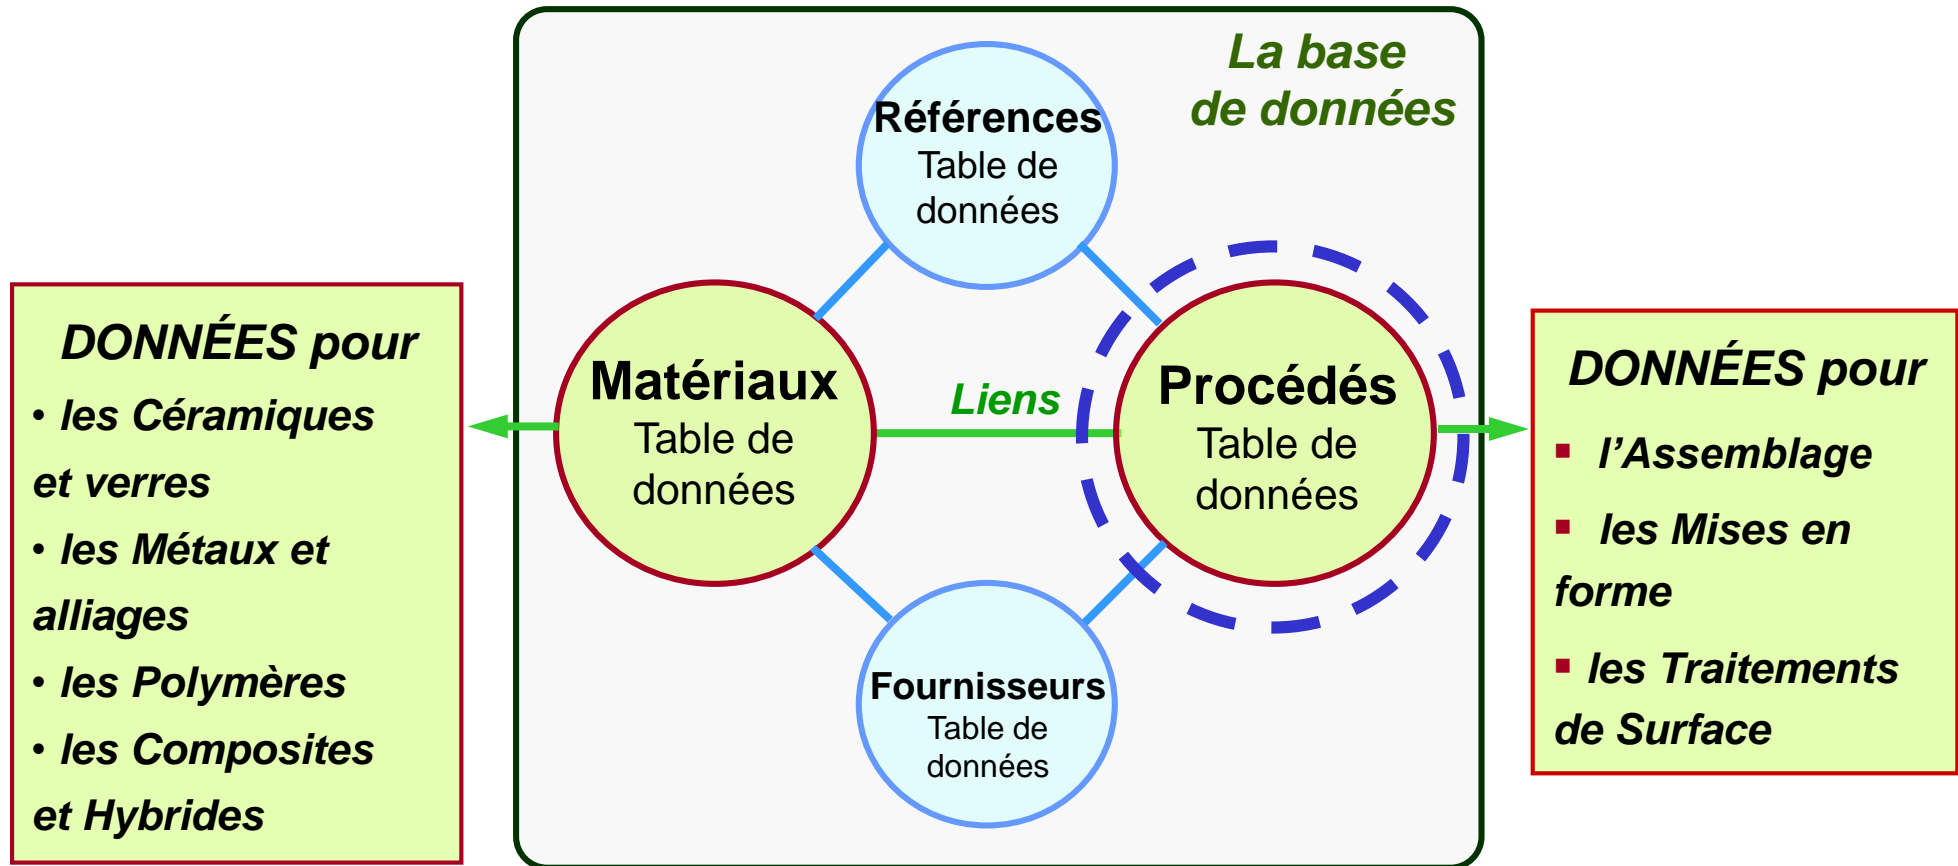 La base
de données
Références
Table de
données
DONNÉES pour
• les Céramiques
et verres
• les Métaux et
alliages
• les Polymères
• les Composites
et Hybrides
Matériaux
Table de
données
Liens
Procédés
Table de
données
Fournisseurs
Table de
données
DONNÉES pour
▪ l’Assemblage
▪ les Mises en
forme
▪ les Traitements
de Surface